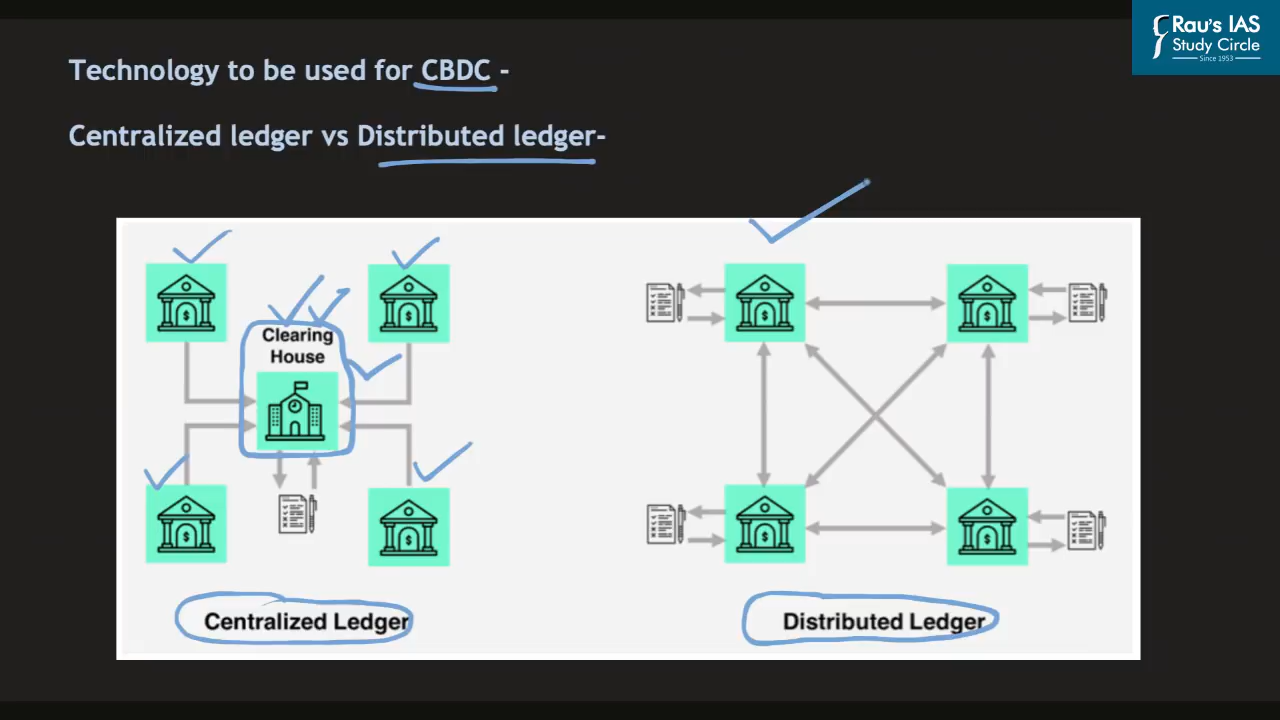 Rau's IAS
Study Circle
Since 1953
Technology to be used for CBDC -
Centralized ledger vs Distributed ledger-
Clearing
House
Centralized Ledger
Distributed Ledger